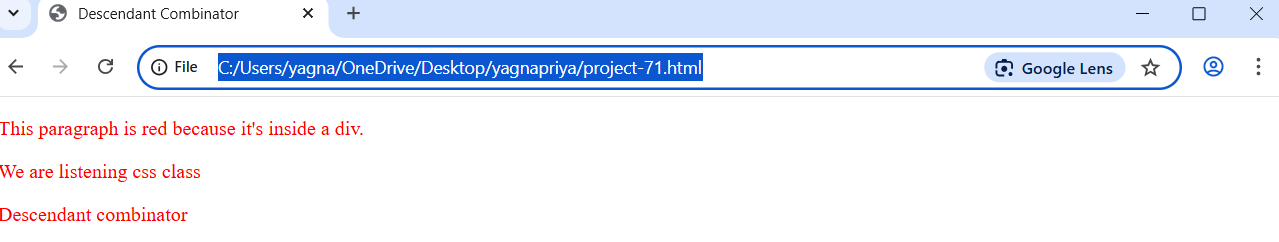 Descendant Combinator
File C:/Users/yagna/OneDrive/Desktop/yagnapriya/project-71.html Google Lens
This paragraph is red because it's inside a div.
We are listening css class
Descendant combinator